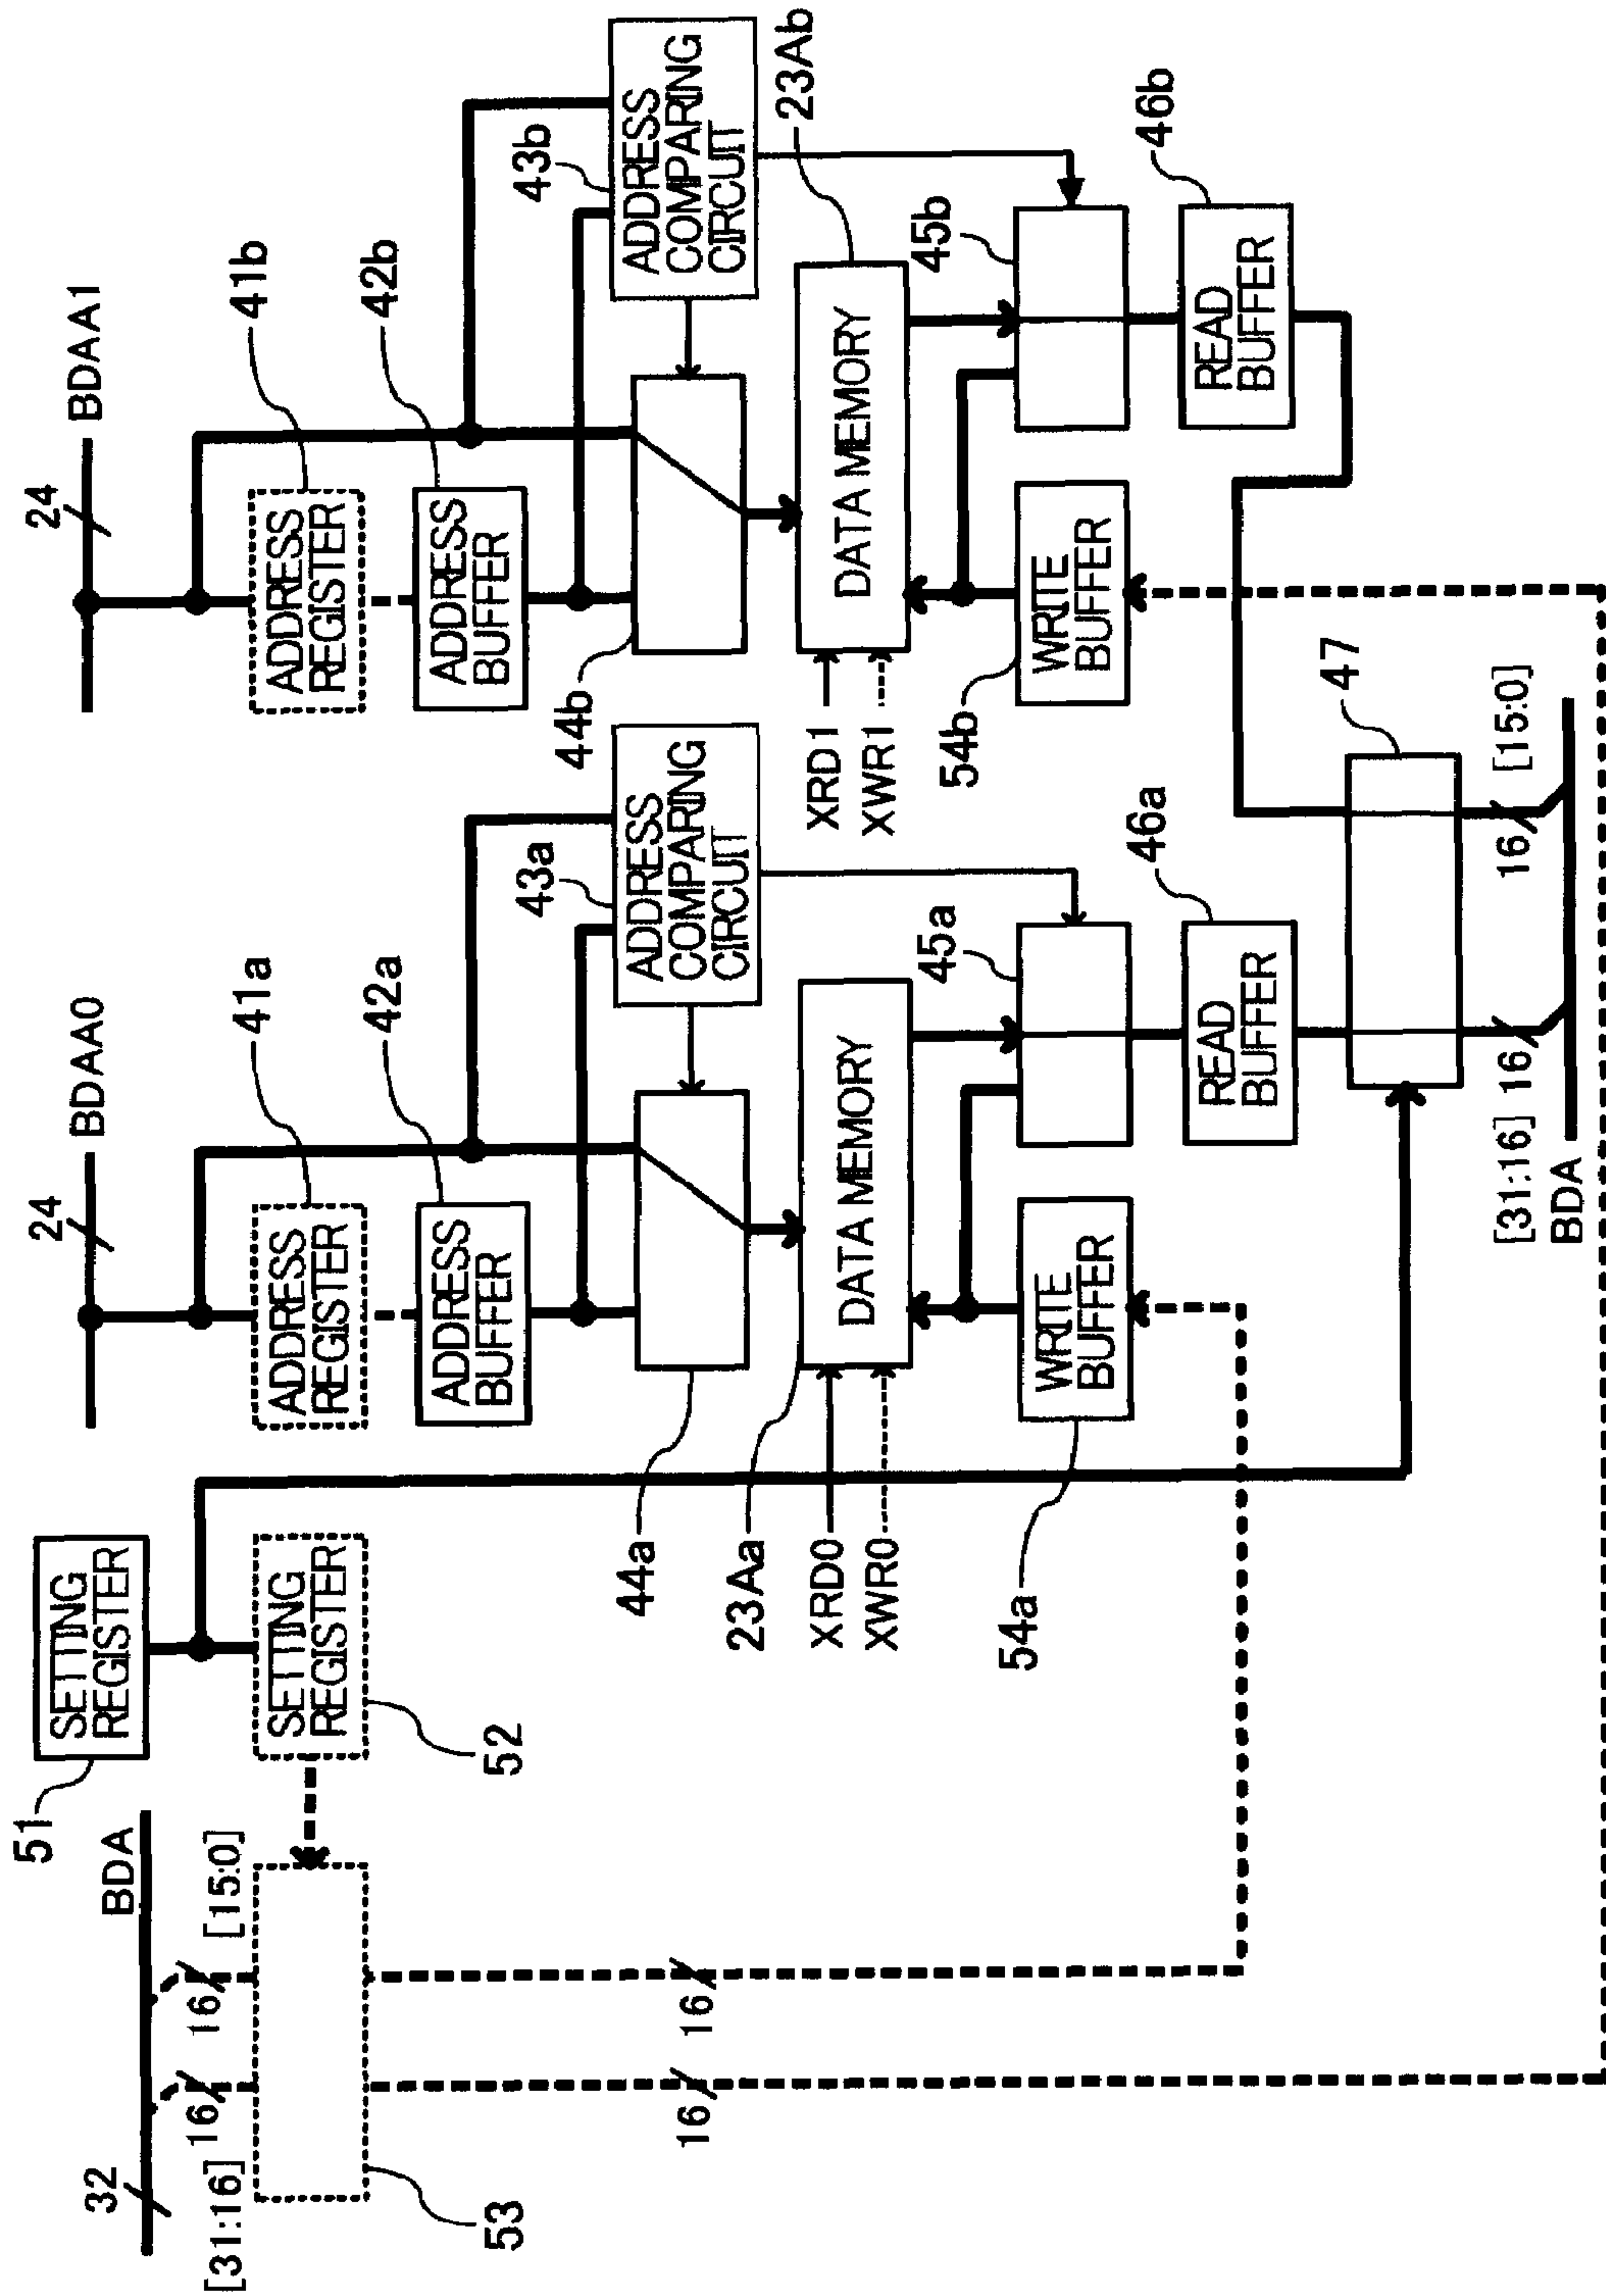 32
BDA
[31:16]
16
16
[15:0]
53
51
SETTING
REGISTER
SETTING
REGISTER
52
16
16
24
BDAA0
ADDRESS
REGISTER
41a
ADDRESS
BUFFER
42a
43a
ADDRESS
COMPARING
CIRCUIT
44a
23Aa
DATA MEMORY
XRD0
XWR0
54a
WRITE
BUFFER
45a
READ
BUFFER
46a
24
BDAA1
ADDRESS
REGISTER
41b
ADDRESS
BUFFER
42b
43b
ADDRESS
COMPARING
CIRCUIT
44b
DATA MEMORY
23Ab
XRD1
XWR1
54b
WRITE
BUFFER
45b
READ
BUFFER
46b
47
[31:16]
16
16
[15:0]
BDA